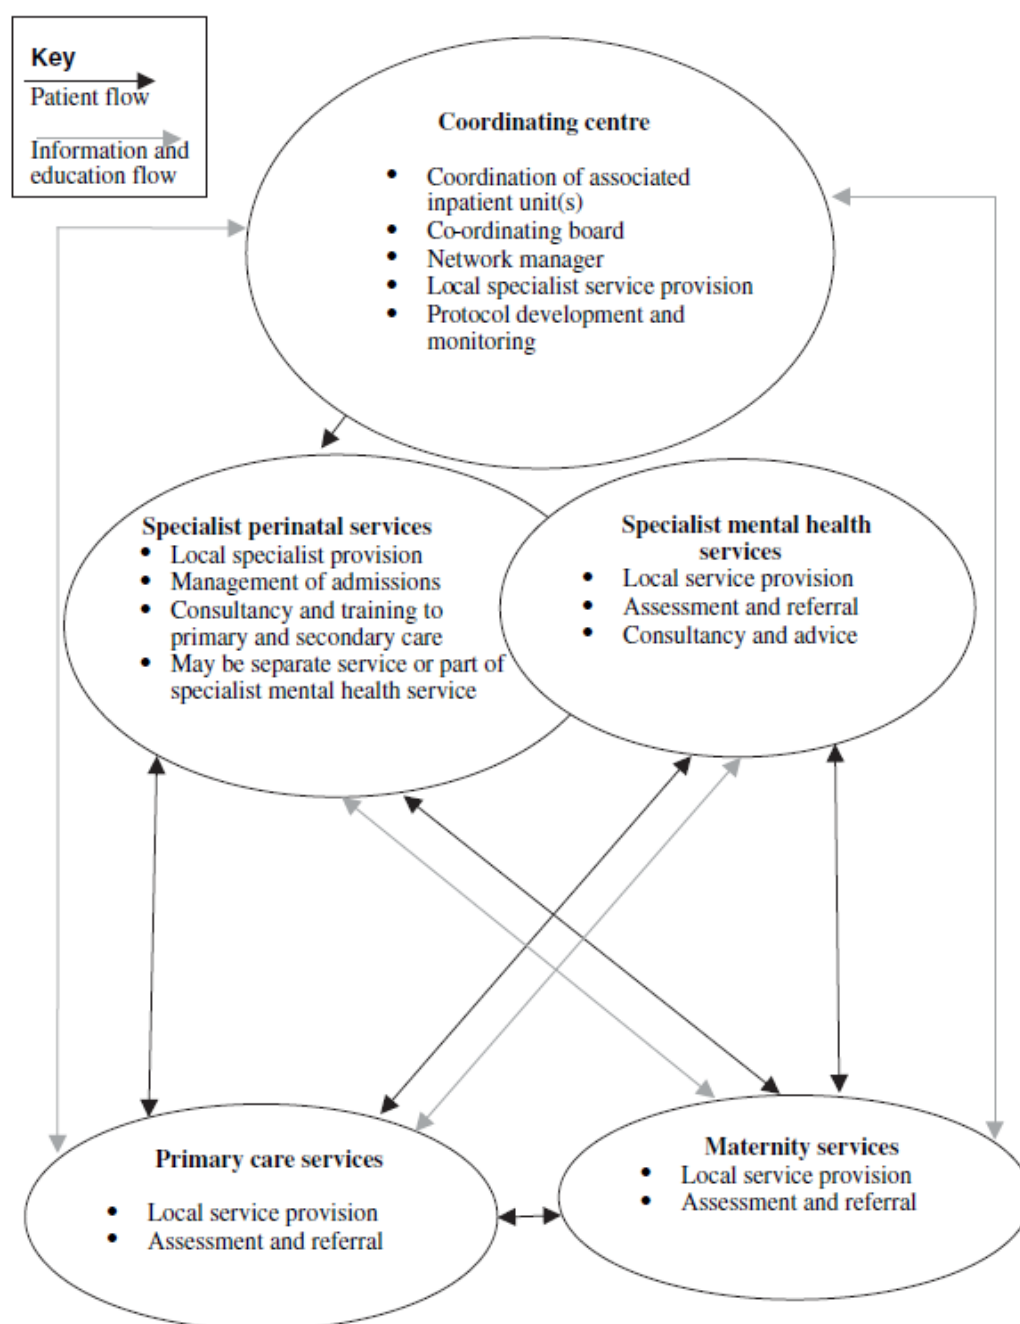 Key
Patient flow
Information and
education flow
Coordinating centre
• Coordination of associated
inpatient unit(s)
• Co-ordinating board
• Network manager
• Local specialist service provision
• Protocol development and
monitoring
Specialist perinatal services
• Local specialist provision
• Management of admissions
• Consultancy and training to
primary and secondary care
• May be separate service or part of
specialist mental health service
Specialist mental health
services
• Local service provision
• Assessment and referral
• Consultancy and advice
Primary care services
• Local service provision
• Assessment and referral
Maternity services
• Local service provision
• Assessment and referral